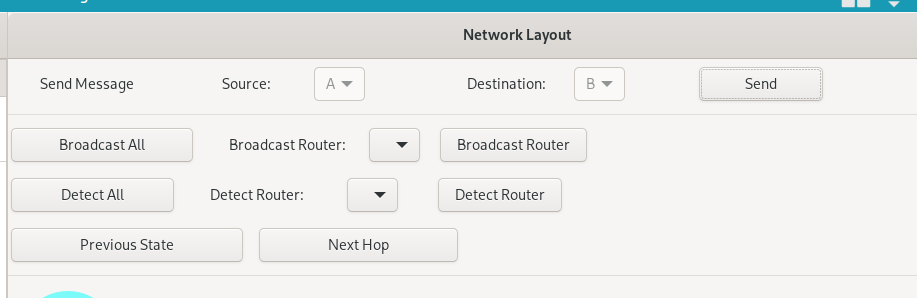 Network Layout
Send Message Source: A Destination: B Send
Broadcast All Broadcast Router: Broadcast Router
Detect All Detect Router: Detect Router
Previous State Next Hop